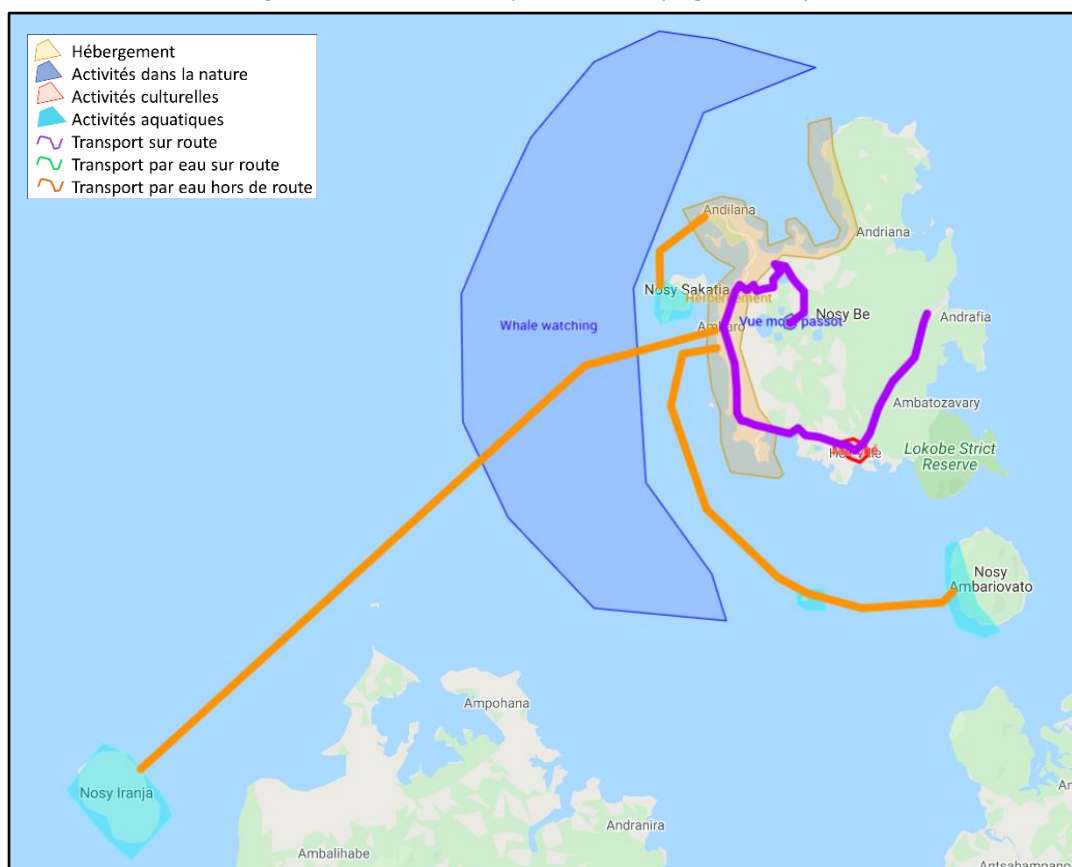 Hébergement
Activités dans la nature
Activités culturelles
Activités aquatiques
Transport sur route
Transport par eau sur route
Transport par eau hors de route
Andilana
Andriana
Nosy Sakatia
Hébergement
Whale watching
Vue mont passot
Nosy Be
Andrafia
Ambatozavary
Lokobe Strict
Reserve
Nosy
Ambariovato
Ampohana
Nosy Iranja
Andranira
Ambalihabe
Antsahampano